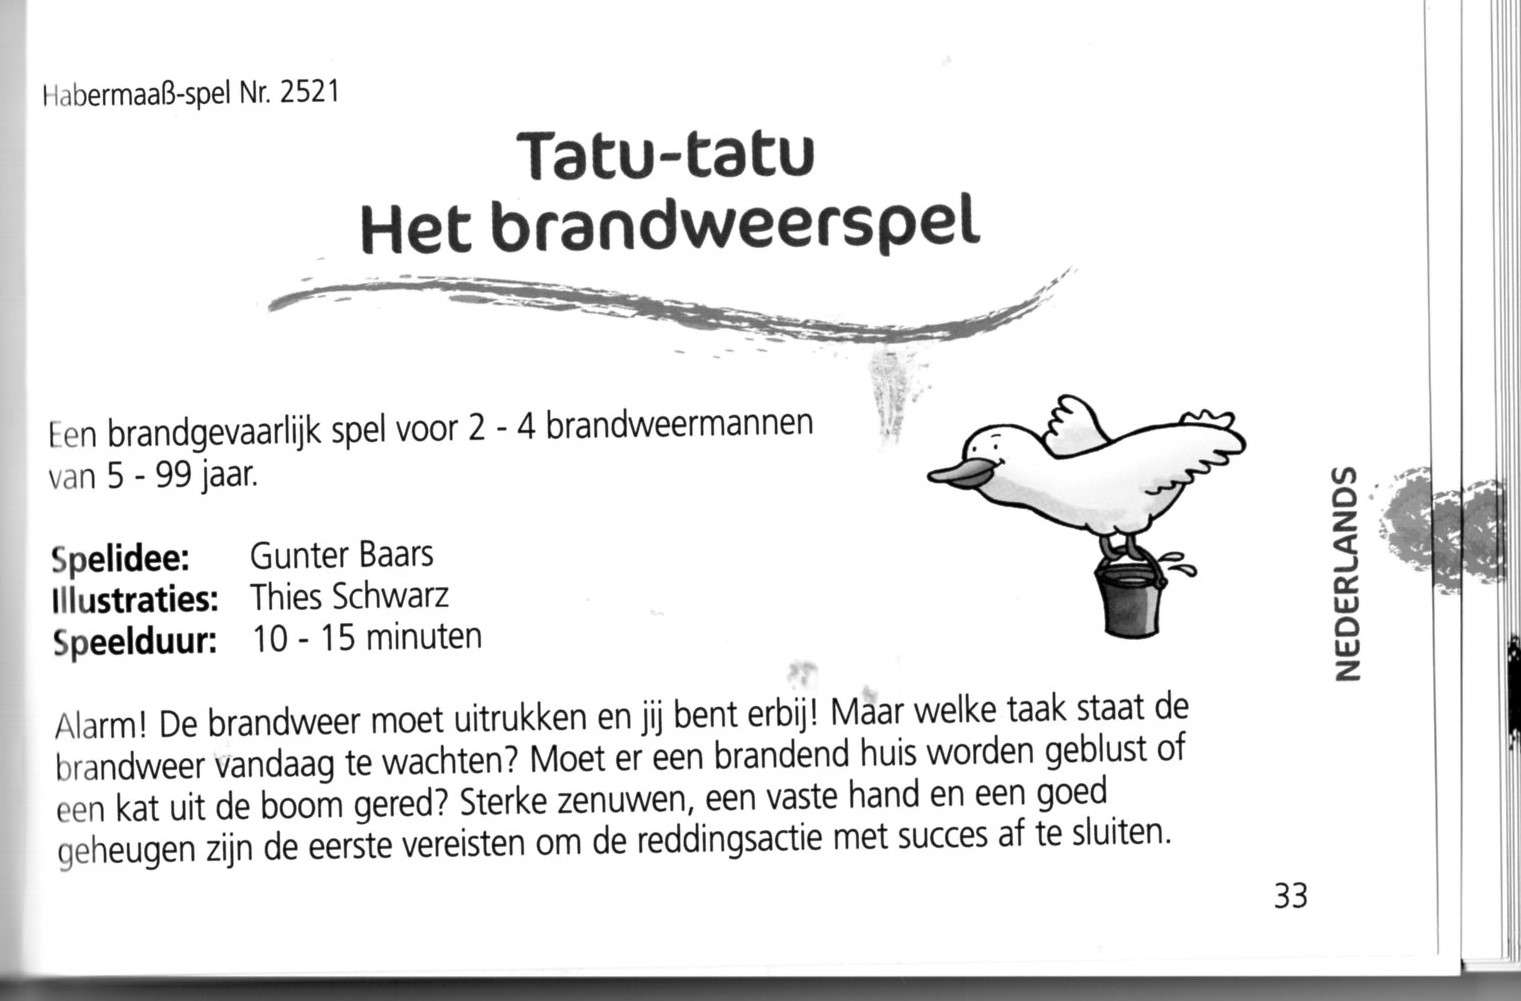 Habermaaß-spel Nr. 2521
Tatu-tatu
Het brandweerspel
Een brandgevaarlijk spel voor 2 - 4 brandweermannen
van 5 - 99 jaar.
Spelidee: Gunter Baars
Illustraties: Thies Schwarz
Speelduur: 10 - 15 minuten
Alarm! De brandweer moet uitrukken en jij bent erbij! Maar welke taak staat de
brandweer vandaag te wachten? Moet er een brandend huis worden geblust of
een kat uit de boom gered? Sterke zenuwen, een vaste hand en een goed
geheugen zijn de eerste vereisten om de reddingsactie met succes af te sluiten.
NEDERLANDS
33